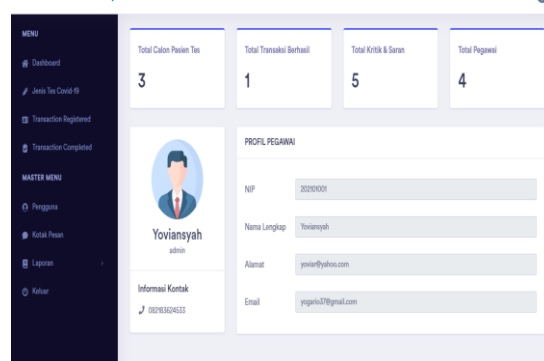 MENU
Dashboard
Jenis Tes Covid-19
Transaction Registered
Transaction Completed
MASTER MENU
Pengguna
Kotak Pesan
Laporan
Keluar
Total Calon Pasien Tes
3
Total Transaksi Berhasil
1
Total Kritik & Saran
5
Total Pegawai
4
Yoviansyah
admin
Informasi Kontak
082183624533
PROFIL PEGAWAI
NIP 202101001
Nama Lengkap Yoviansyah
Alamat yoviar@yahoo.com
Email yogario37@gmail.com